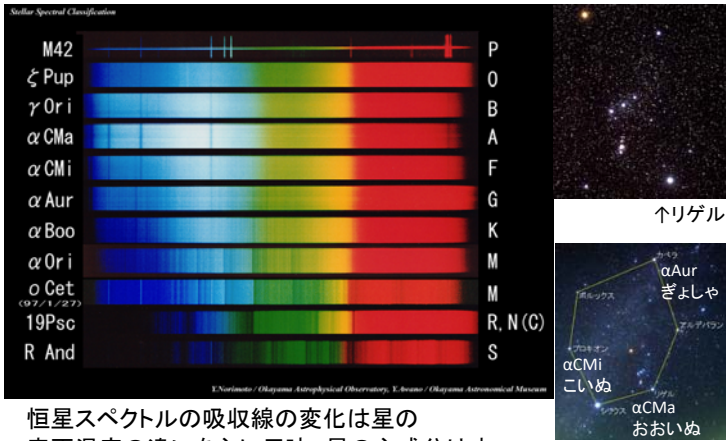 Stellar Spectral Classification
M42 P
ζ Pup O
γ Ori B
α CMa A
α CMi F
α Aur G
α Boo K
α Ori M
ο Cet M
(97/1/27)
19Psc R, N(C)
R And S
Y.Norimoto / Okayama Astrophysical Observatory, Y.Awano / Okayama Astronomical Museum
↑リゲル
カペラ
αAur
ぎょしゃ
ポルックス
アルデバラン
プロキオン
αCMi
こいぬ
リゲル
αCMa
シリウス
おおいぬ
恒星スペクトルの吸収線の変化は星の